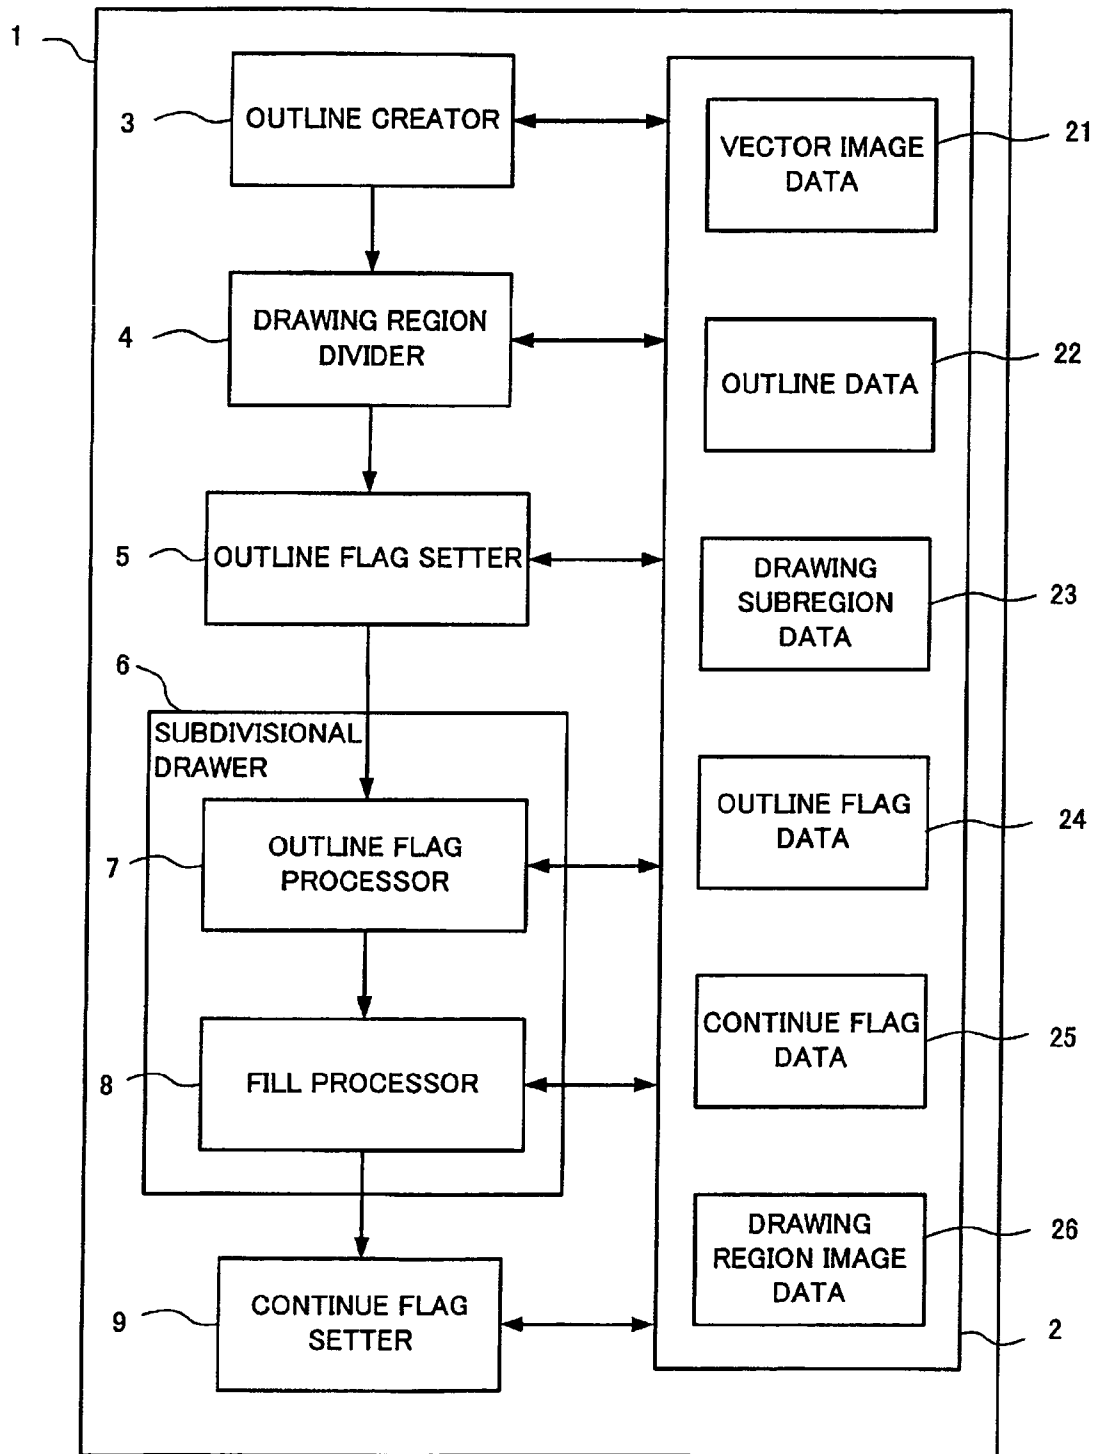 1
3
OUTLINE CREATOR
4
DRAWING REGION
DIVIDER
5
OUTLINE FLAG SETTER
6
SUBDIVISIONAL
DRAWER
7
OUTLINE FLAG
PROCESSOR
8
FILL PROCESSOR
9
CONTINUE FLAG
SETTER
VECTOR IMAGE
DATA
21
OUTLINE DATA
22
DRAWING
SUBREGION
DATA
23
OUTLINE FLAG
DATA
24
CONTINUE FLAG
DATA
25
DRAWING
REGION IMAGE
DATA
26
2